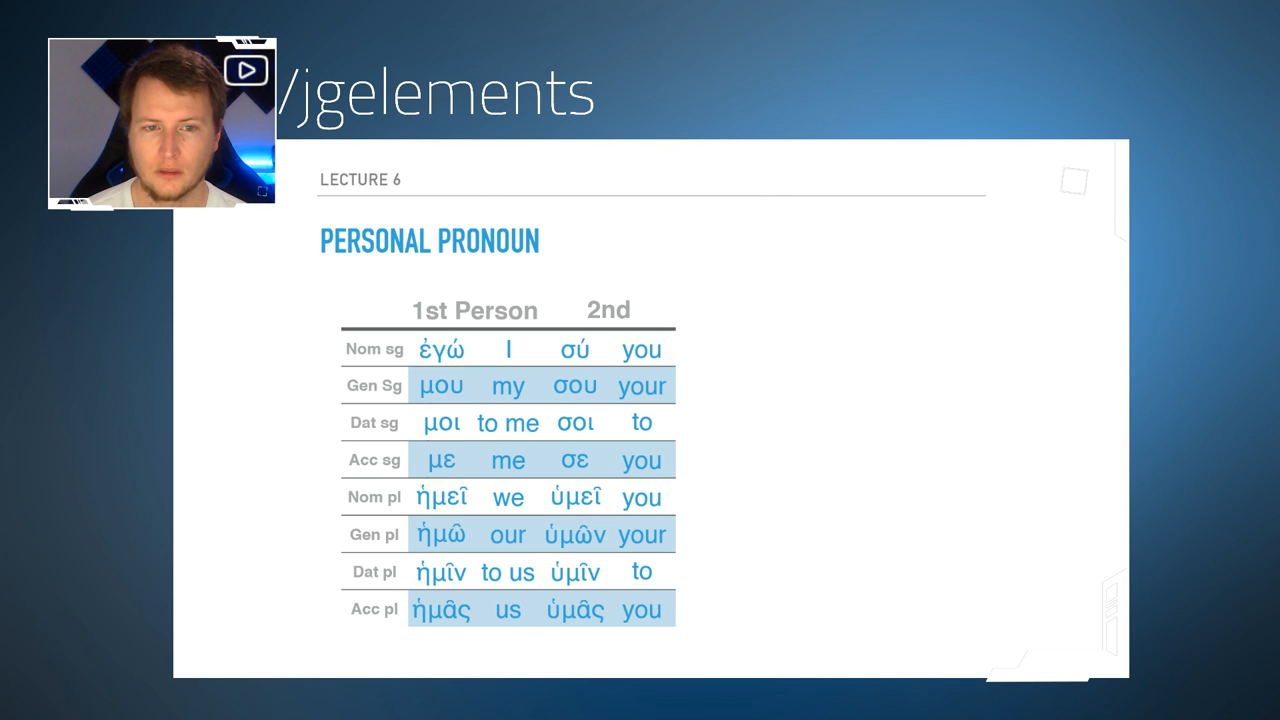 /jgelements
LECTURE 6
PERSONAL PRONOUN
1st Person 2nd
Nom sg ἐγώ I σύ you
Gen Sg μου my σου your
Dat sg μοι to me σοι to
Acc sg με me σε you
Nom pl ἡμεῖ we ὑμεῖ you
Gen pl ἡμῶ our ὑμῶν your
Dat pl ἡμῖν to us ὑμῖν to
Acc pl ἡμᾶς us ὑμᾶς you